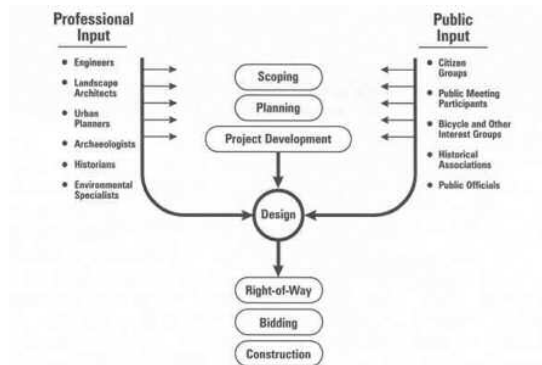 Professional
Input
• Engineers
• Landscape
Architects
• Urban
Planners
• Archaeologists
• Historians
• Environmental
Specialists
Scoping
Planning
Project Development
Design
Right-of-Way
Bidding
Construction
Public
Input
• Citizen
Groups
• Public Meeting
Participants
• Bicycle and Other
Interest Groups
• Historical
Associations
• Public Officials